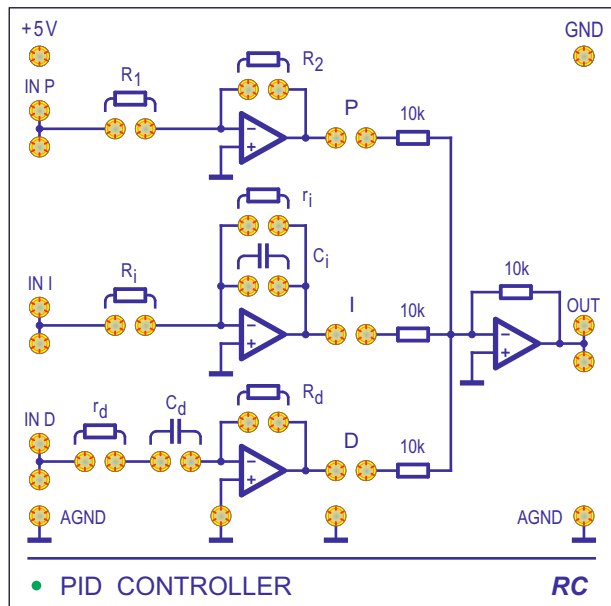 +5V
GND
IN P
R1
R2
P
10k
ri
Ci
IN I
Ri
I
10k
10k
OUT
IN D
rd
Cd
Rd
D
10k
AGND
AGND
• PID CONTROLLER
RC